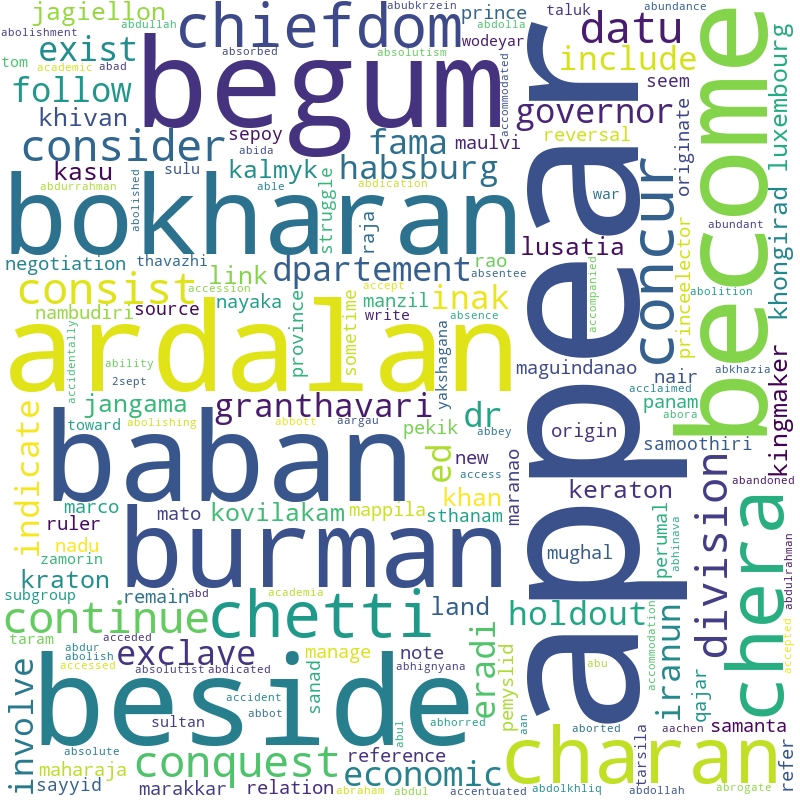 jagiellon
abdullah
chiefdom
abubkrzein
prince
taluk
abundance
abolishment
absorbed
abdolla
tom
exist
academic
abad
begum
absolutism
wodeyar
accommodated
datu
include
become
luxembourg
follow
khivan
sepoy
fama
maulvi
governor
seem
consider
abida
kalmyk
habsburg
reversal
originate
kasu
sulu
able
abdication
abdurrahman
abolished
struggle
raja
war
appear
concur
khongirad
abundant
bokharan
negotiation
thavazhi
link
dpartement
rao
absentee
lusatia
princeelector
abolition
consist
accession
nayaka
manzil
accept
inak
accompanied
nambudiri
source
province
sometime
write
absence
yakshagana
maguindanao
nair
abkhazia
ardalan
accidentally
ability
2sept
acclaimed
kingmaker
jangama
granthavari
dr
panam
abora
toward
abolishing
abbott
aargau
pekik
abbey
origin
samoothiri
indicate
baban
ed
new
access
maranao
division
abandoned
marco
khan
keraton
ruler
mato
kovilakam
mappila
sthanam
nadu
burman
mughal
perumal
abhinava
chera
abdulrahman
zamorin
kraton
subgroup
remain
abd
academia
land
holdout
continue
acceded
chetti
accommodation
iranun
accepted
taram
abdur
abolish
exclave
manage
note
eradi
abu
accessed
absolutist
abdicated
abhignyana
pemyslid
qajar
involve
beside
accident
sanad
abbot
abhorred
aan
aborted
aachen
samanta
sultan
abul
tarsila
absolute
conquest
reference
charan
refer
maharaja
economic
sayyid
marakkar
relation
abraham
abdul
accentuated
abdolkhliq
abdollah
abrogate